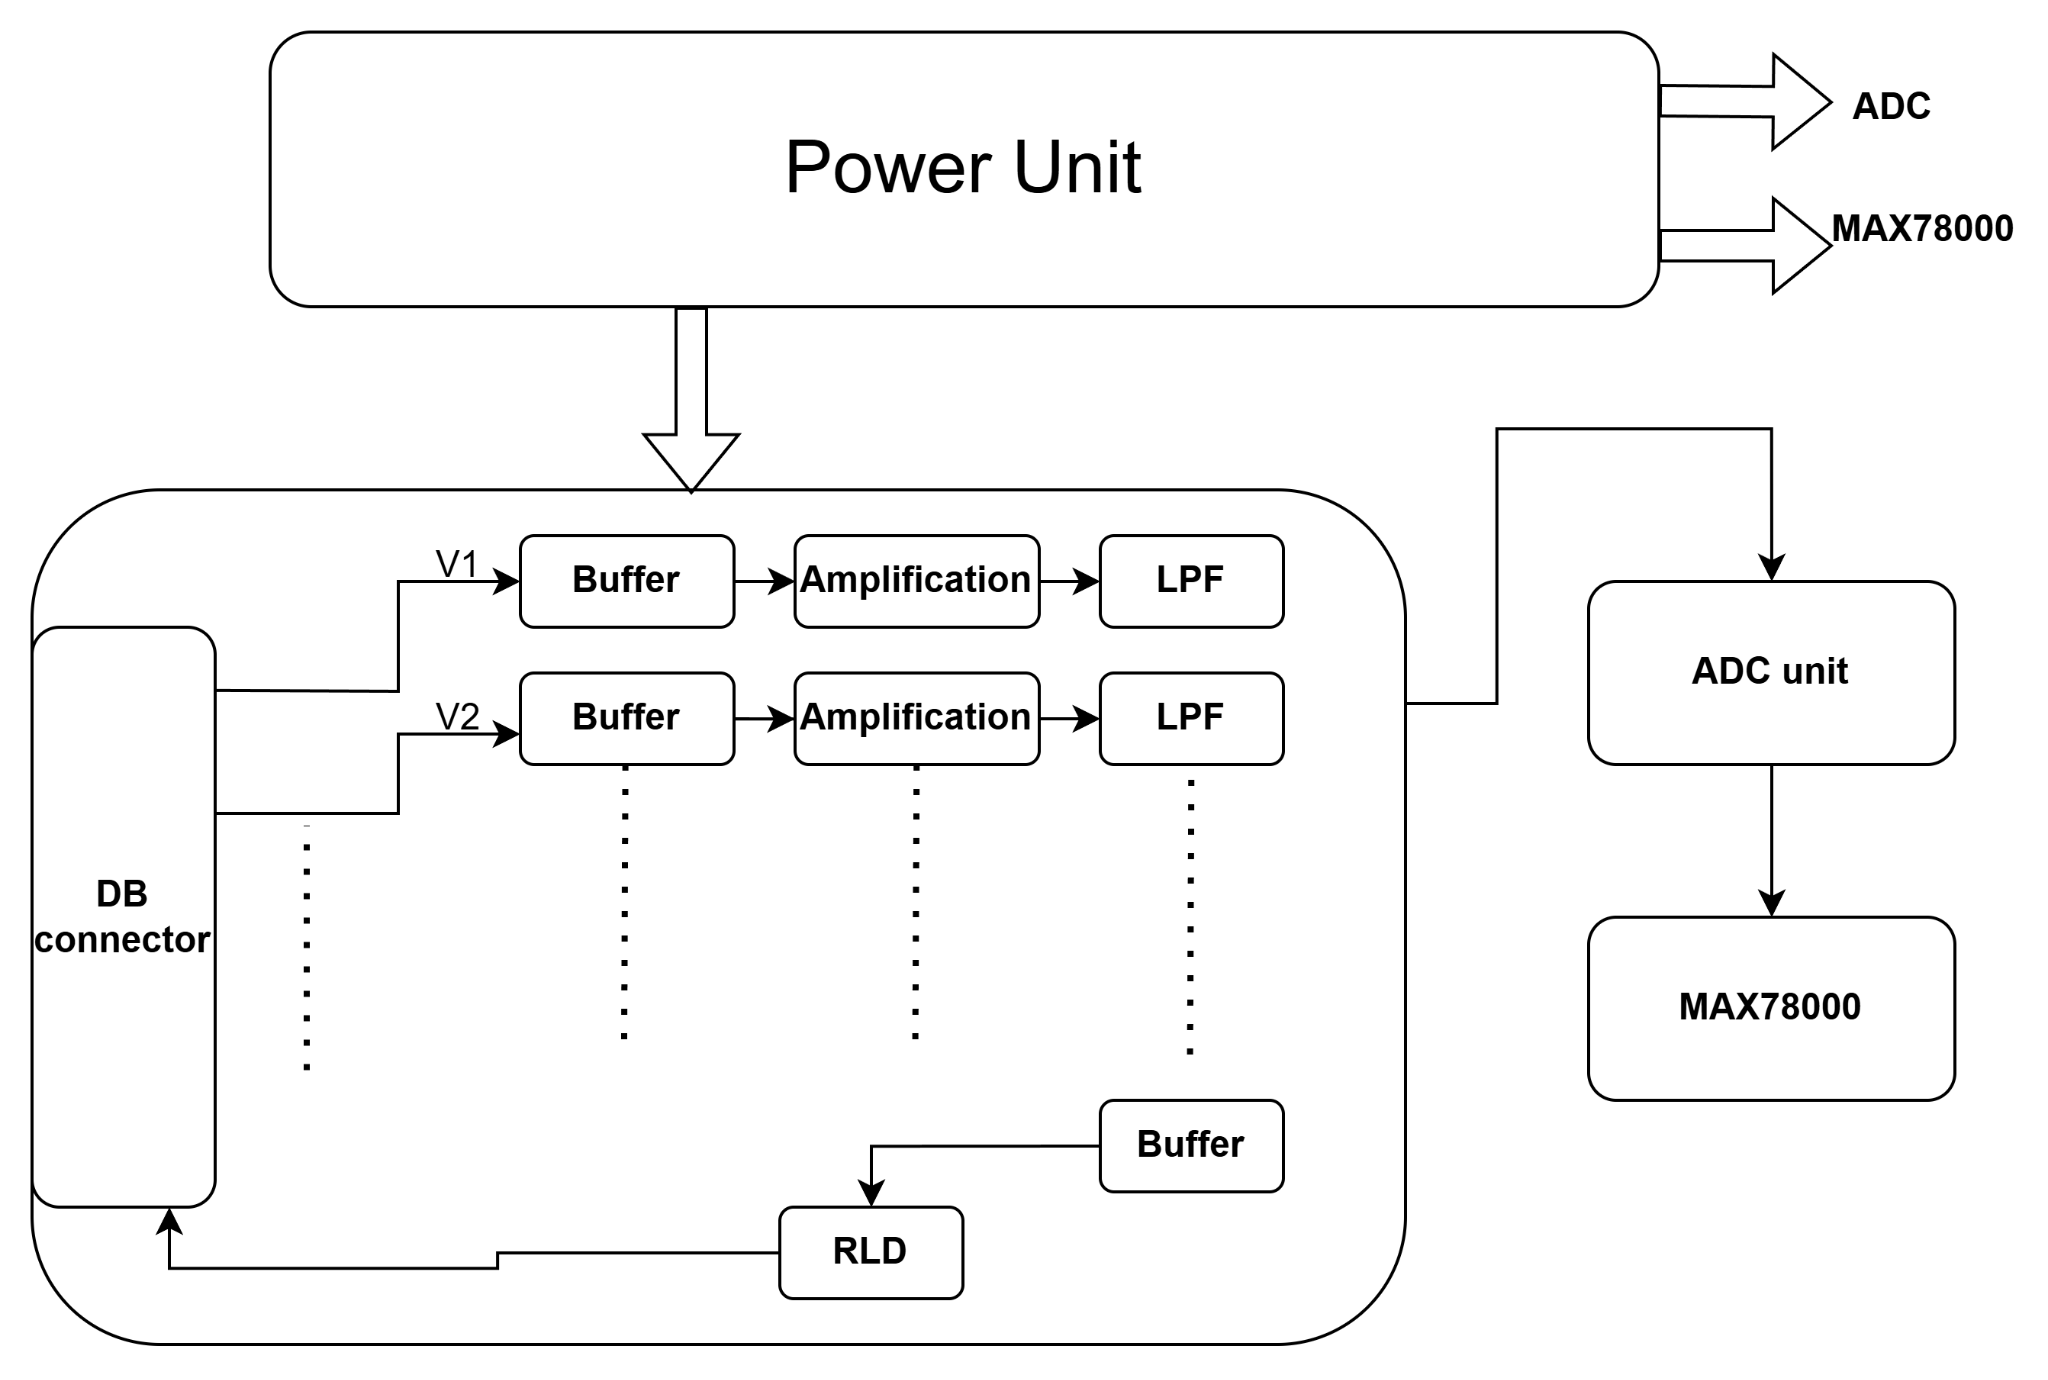 Power Unit
ADC
MAX78000
V1
Buffer
Amplification
LPF
V2
Buffer
Amplification
LPF
ADC unit
DB
connector
MAX78000
Buffer
RLD